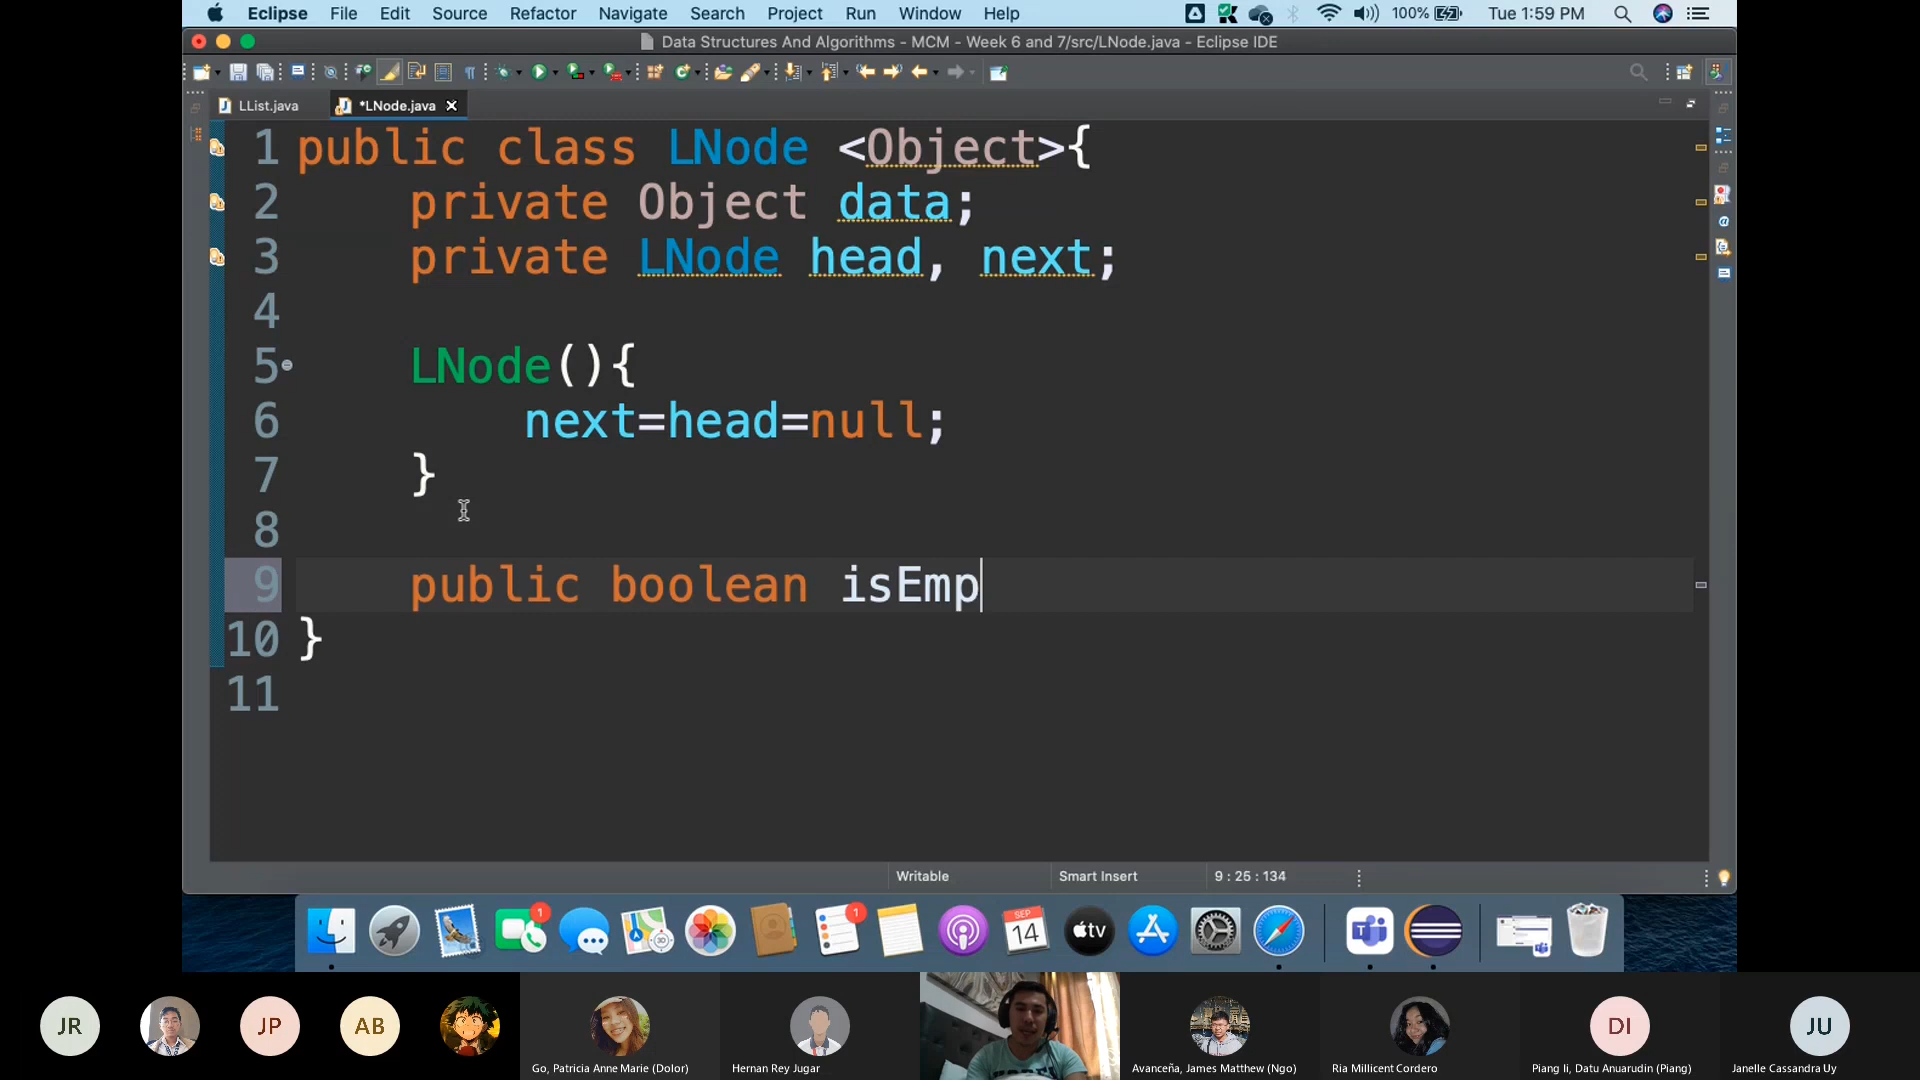 Eclipse File Edit Source Refactor Navigate Search Project Run Window Help 100% Tue 1:59 PM
Data Structures And Algorithms - MCM - Week 6 and 7/src/LNode.java - Eclipse IDE
LList.java *LNode.java
1 public class LNode <Object>{
2 private Object data;
3 private LNode head, next;
4
5 LNode(){
6 next=head=null;
7 }
8
9 public boolean isEmp
10 }
11
Writable Smart Insert 9 : 25 : 134
1 1 SEP 14 tv
JR JP AB DI JU
Go, Patricia Anne Marie (Dolor) Hernan Rey Jugar Avanceña, James Matthew (Ngo) Ria Millicent Cordero Piang Ii, Datu Anuarudin (Piang) Janelle Cassandra Uy